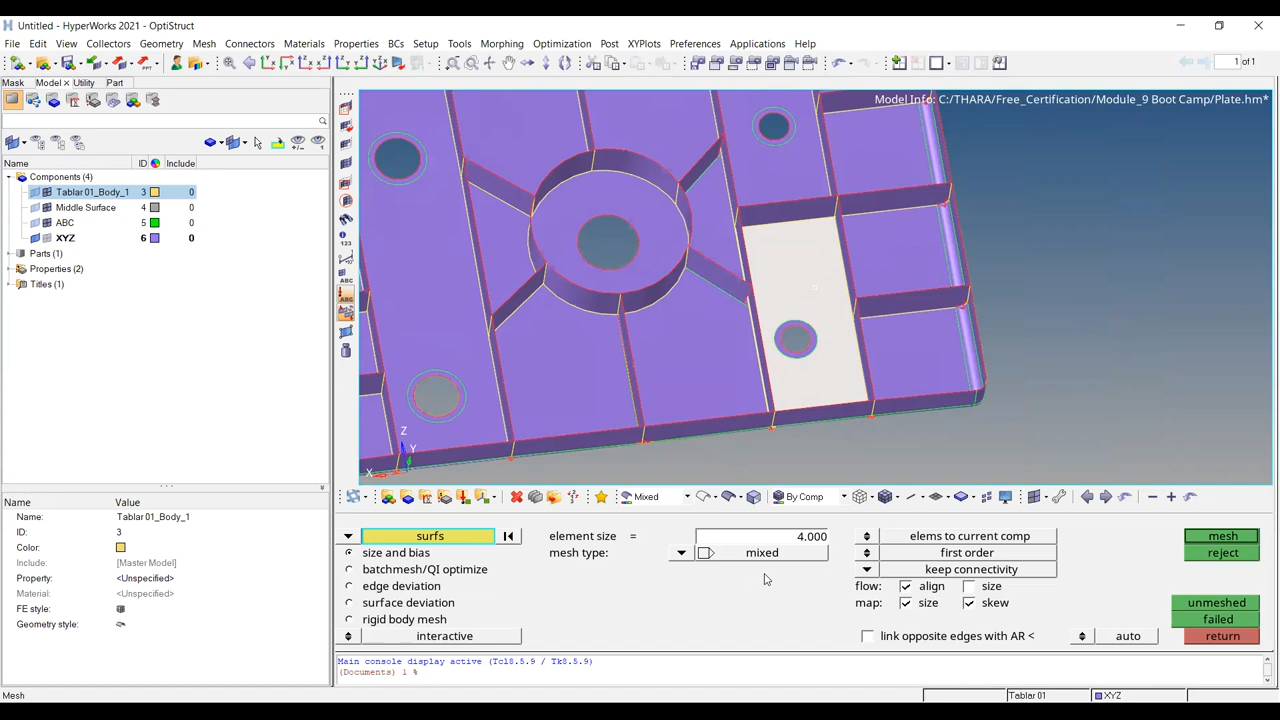 Untitled - HyperWorks 2021 - OptiStruct
File Edit View Collectors Geometry Mesh Connectors Materials Properties BCs Setup Tools Morphing Optimization Post XYPlots Preferences Applications Help
1 of 1
Mask Model Utility Part
Model Info: C:/THARA/Free_Certification/Module_9 Boot Camp/Plate.hm*
Name ID Include
Components (4)
Tablar 01_Body_1 3 0
Middle Surface 4 0
ABC 5 0
XYZ 6 0
Parts (1)
Properties (2)
Titles (1)
123
ABC
ABC
Z
Y
X
Mixed By Comp
Name Value
Name: Tablar 01_Body_1
ID: 3
Color:
Include: [Master Model]
Property: <Unspecified>
Material: <Unspecified>
FE style:
Geometry style:
surfs element size = 4.000 elems to current comp mesh
size and bias mesh type: mixed first order reject
batchmesh/QI optimize keep connectivity
edge deviation flow: align size
surface deviation map: size skew unmeshed
rigid body mesh failed
interactive link opposite edges with AR < auto return
Main console display active (Tcl8.5.9 / Tk8.5.9)
(Documents) 1 %
Mesh Tablar 01 XYZ